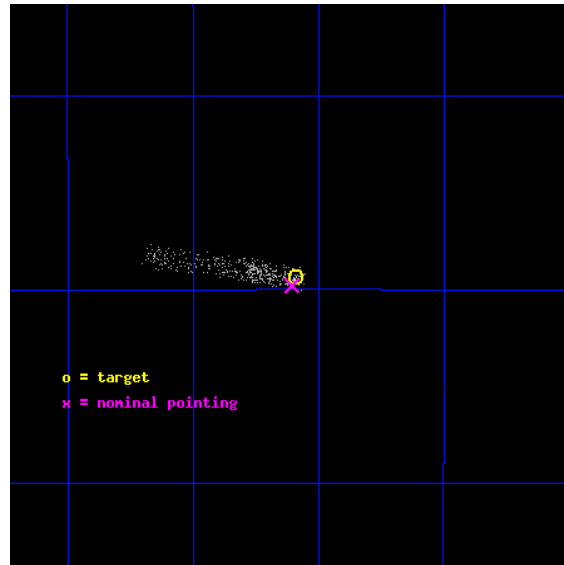 o = target
x = nominal pointing